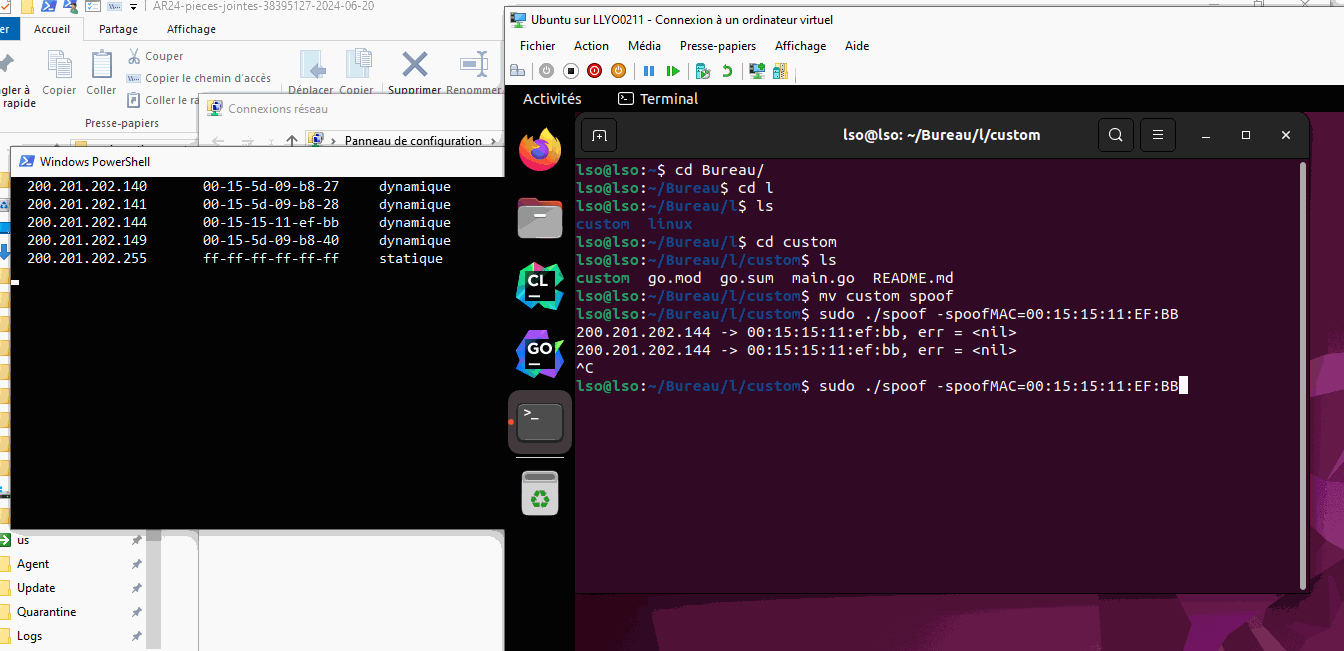 AR24-pieces-jointes-38395127-2024-06-20
er
Accueil
Partage
Affichage
Couper
Copier le chemin d'accès
Coller le ra
gler à
rapide
Copier
Coller
Déplacer
Copier
Supprimer
Renommer
Presse-papiers
Connexions réseau
Panneau de configuration
Windows PowerShell
200.201.202.140 00-15-5d-09-b8-27 dynamique
200.201.202.141 00-15-5d-09-b8-28 dynamique
200.201.202.144 00-15-15-11-ef-bb dynamique
200.201.202.149 00-15-5d-09-b8-40 dynamique
200.201.202.255 ff-ff-ff-ff-ff-ff statique
us
Agent
Update
Quarantine
Logs
Ubuntu sur LLYO0211 - Connexion à un ordinateur virtuel
Fichier Action Média Presse-papiers Affichage Aide
Activités Terminal
lso@lso: ~/Bureau/l/custom
CL
GO
lso@lso:~$ cd Bureau/
lso@lso:~/Bureau$ cd l
lso@lso:~/Bureau/l$ ls
custom linux
lso@lso:~/Bureau/l$ cd custom
lso@lso:~/Bureau/l/custom$ ls
custom go.mod go.sum main.go README.md
lso@lso:~/Bureau/l/custom$ mv custom spoof
lso@lso:~/Bureau/l/custom$ sudo ./spoof -spoofMAC=00:15:15:11:EF:BB
200.201.202.144 -> 00:15:15:11:ef:bb, err = <nil>
200.201.202.144 -> 00:15:15:11:ef:bb, err = <nil>
^C
lso@lso:~/Bureau/l/custom$ sudo ./spoof -spoofMAC=00:15:15:11:EF:BB